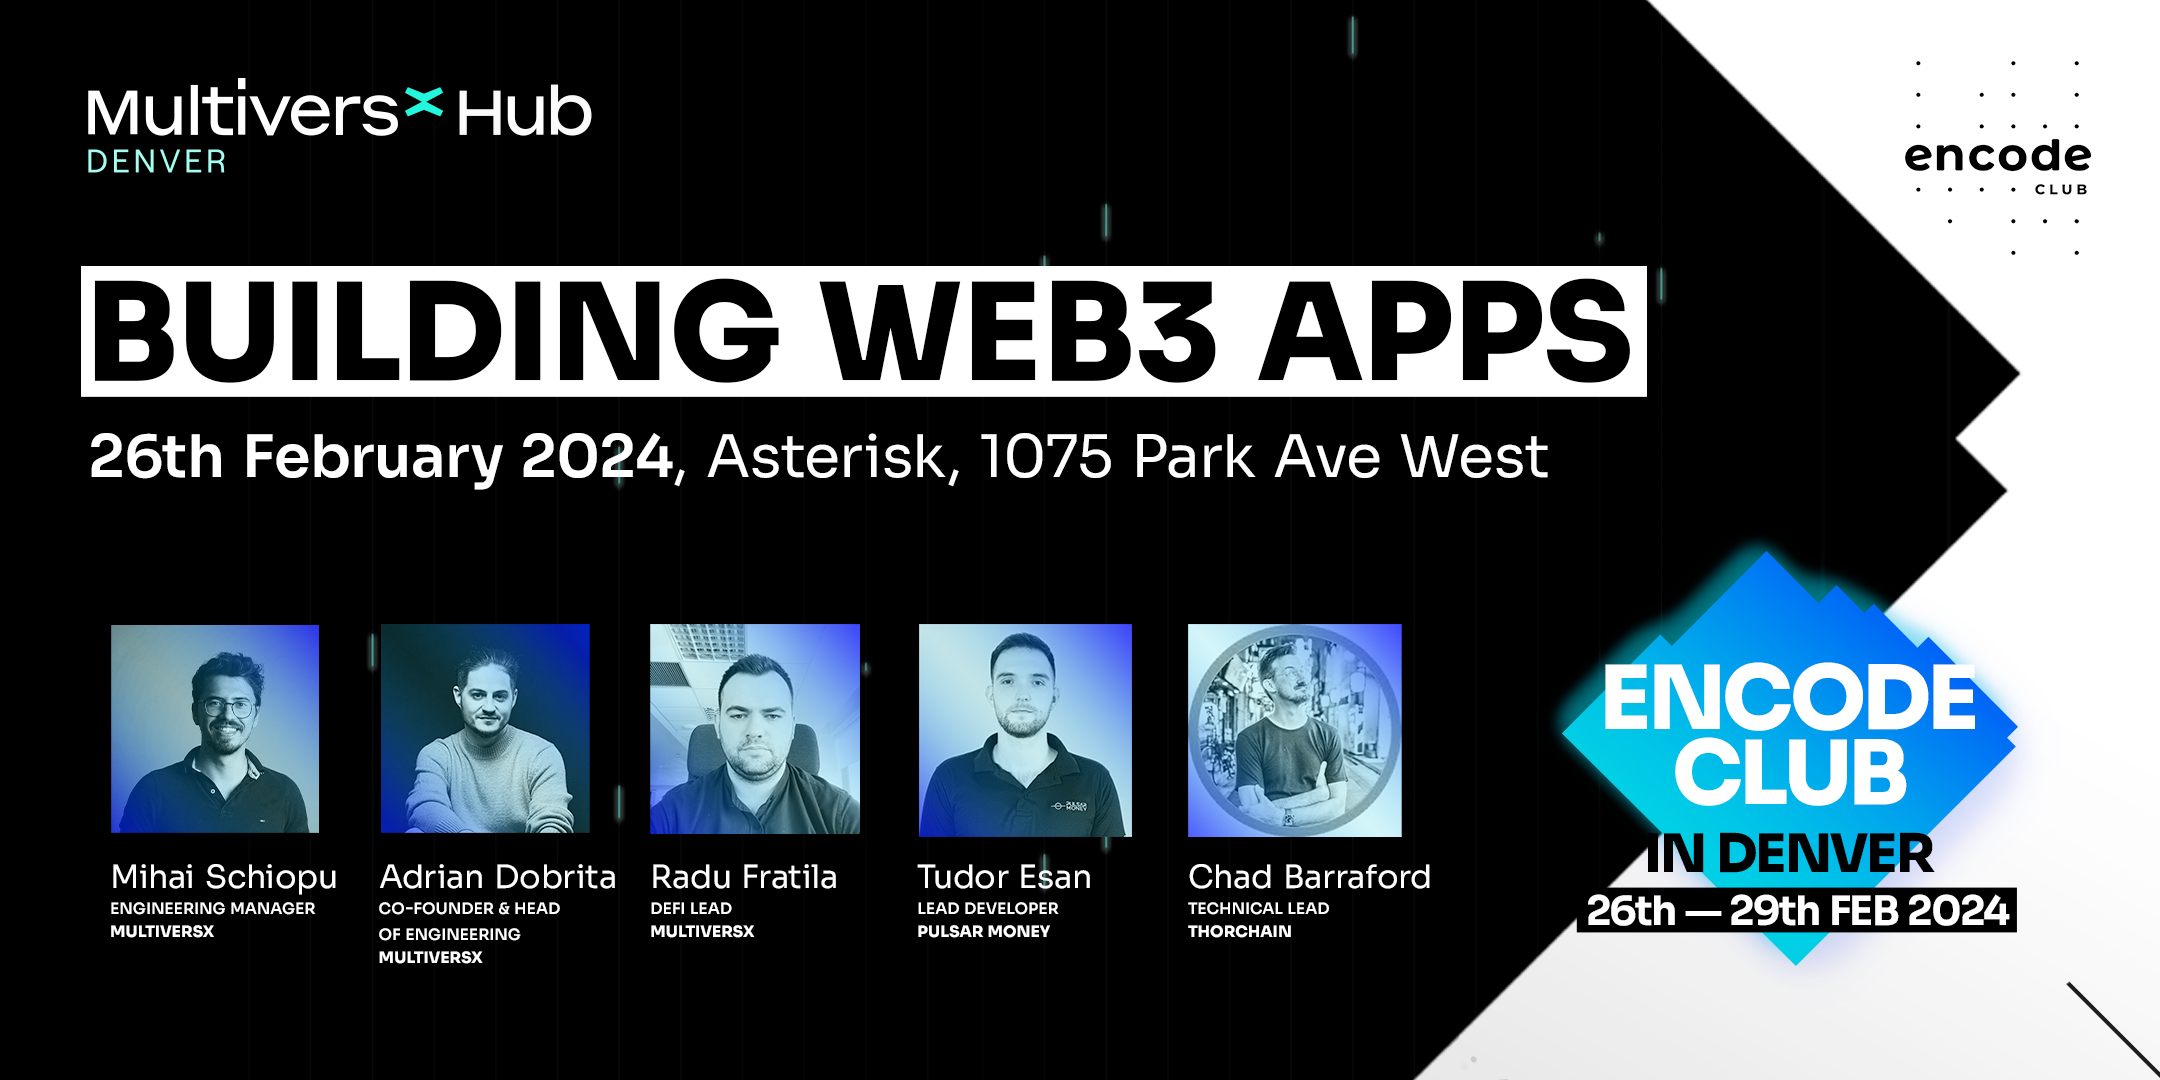 MultiversX Hub
DENVER
encode
CLUB
BUILDING WEB3 APPS
26th February 2024, Asterisk, 1075 Park Ave West
PULSAR
MONEY
Mihai Schiopu
ENGINEERING MANAGER
MULTIVERSX
Adrian Dobrita
CO-FOUNDER & HEAD
OF ENGINEERING
MULTIVERSX
Radu Fratila
DEFI LEAD
MULTIVERSX
Tudor Esan
LEAD DEVELOPER
PULSAR MONEY
Chad Barraford
TECHNICAL LEAD
THORCHAIN
ENCODE
CLUB
IN DENVER
26th — 29th FEB 2024